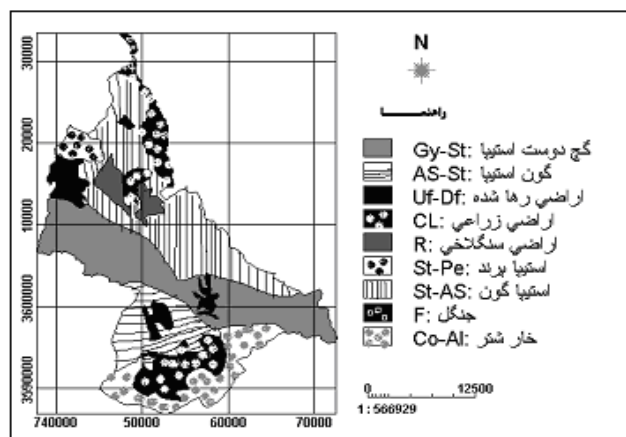 30000
20000
10000
3600000
3590000
740000 50000 60000 70000
N
راهنمـــــا
Gy-St: گچ دوست استیپا
AS-St: گون استیپا
Uf-Df: اراضي رها شده
CL: اراضي زراعي
R: اراضي سنگلاخي
St-Pe: استیپا پرند
St-AS: استیپا گون
F: جنگل
Co-Al: خار شتر
0 12500
1:566929